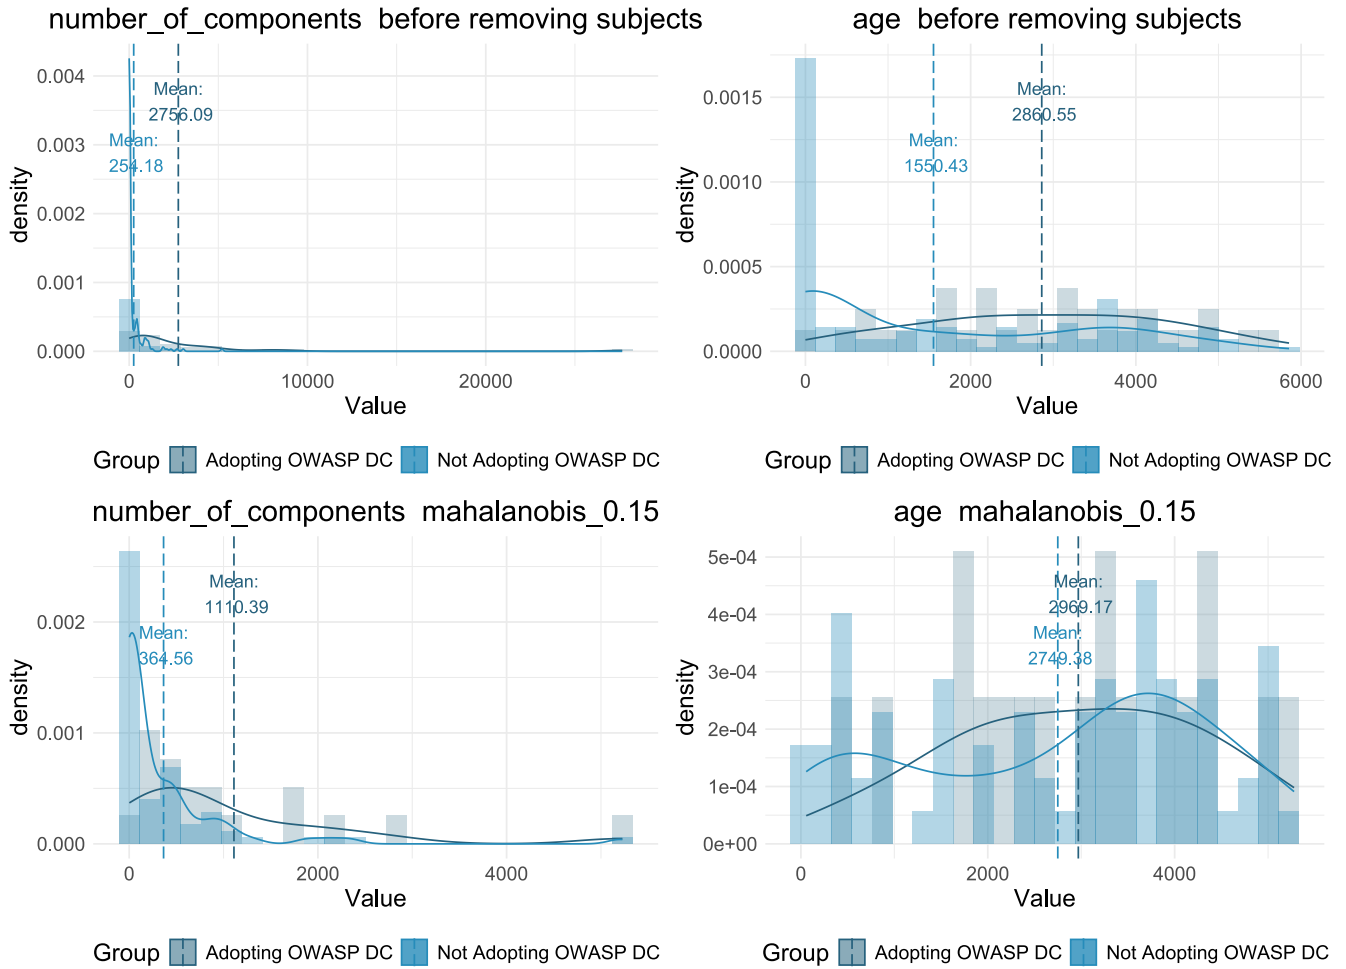 number_of_components  before removing subjects
0.004
0.003
0.002
0.001
0.000
density
Mean:
2756.09
Mean:
254.18
0
10000
20000
Value
Group Adopting OWASP DC Not Adopting OWASP DC
age  before removing subjects
0.0015
0.0010
0.0005
0.0000
density
Mean:
2860.55
Mean:
1550.43
0
2000
4000
6000
Value
Group Adopting OWASP DC Not Adopting OWASP DC
number_of_components  mahalanobis_0.15
0.002
0.001
0.000
density
Mean:
1110.39
Mean:
364.56
0
2000
4000
Value
Group Adopting OWASP DC Not Adopting OWASP DC
age  mahalanobis_0.15
5e-04
4e-04
3e-04
2e-04
1e-04
0e+00
density
Mean:
2969.17
Mean:
2749.38
0
2000
4000
Value
Group Adopting OWASP DC Not Adopting OWASP DC